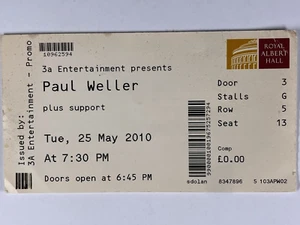 10962594
3a Entertainment presents
Paul Weller
plus support
Tue, 25 May 2010
At 7:30 PM
Doors open at 6:45 PM
Issued by:
3A Entertainment - Promo
ROYAL
ALBERT
HALL
Door 3
Stalls G
Row 5
Seat 13
Comp
£0.00
sdolan 8347896 S 103APW02